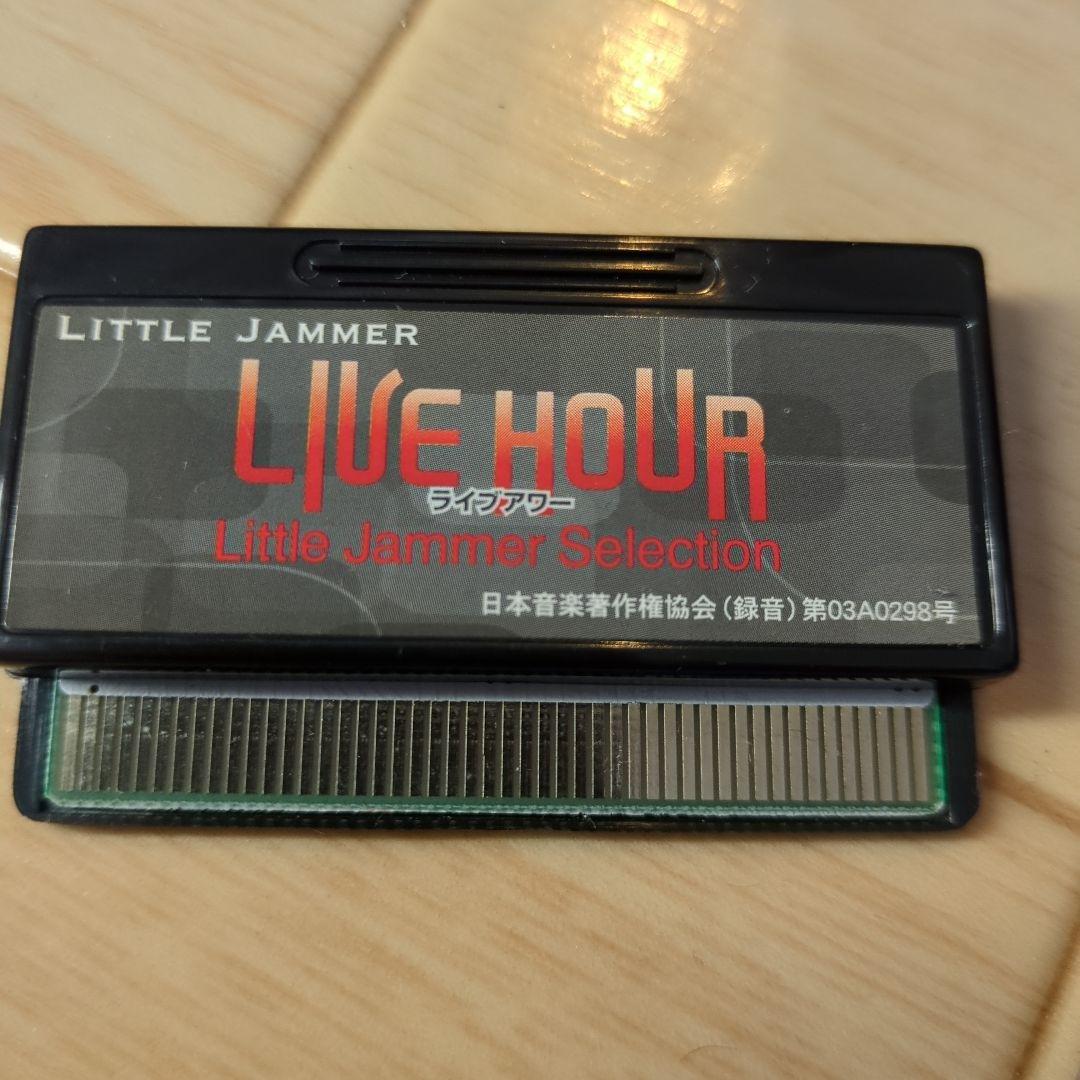 LITTLE JAMMER
LIVE HOUR
ライブアワー
Little Jammer Selection
日本音楽著作権協会(録音)第03A0298号